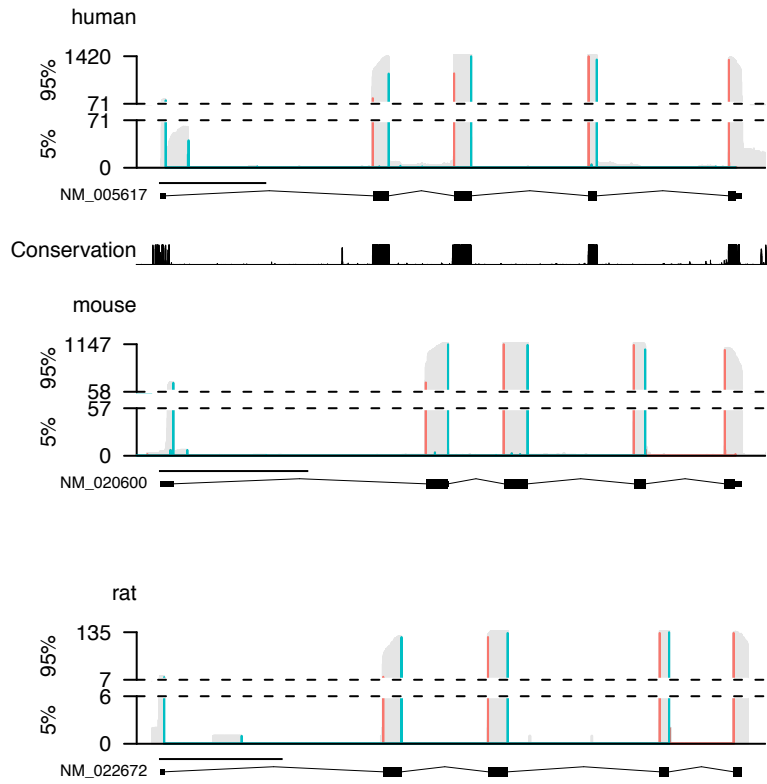 human
1420
95%
71
71
5%
0
NM_005617
Conservation
mouse
1147
95%
58
57
5%
0
NM_020600
rat
135
95%
7
6
5%
0
NM_022672